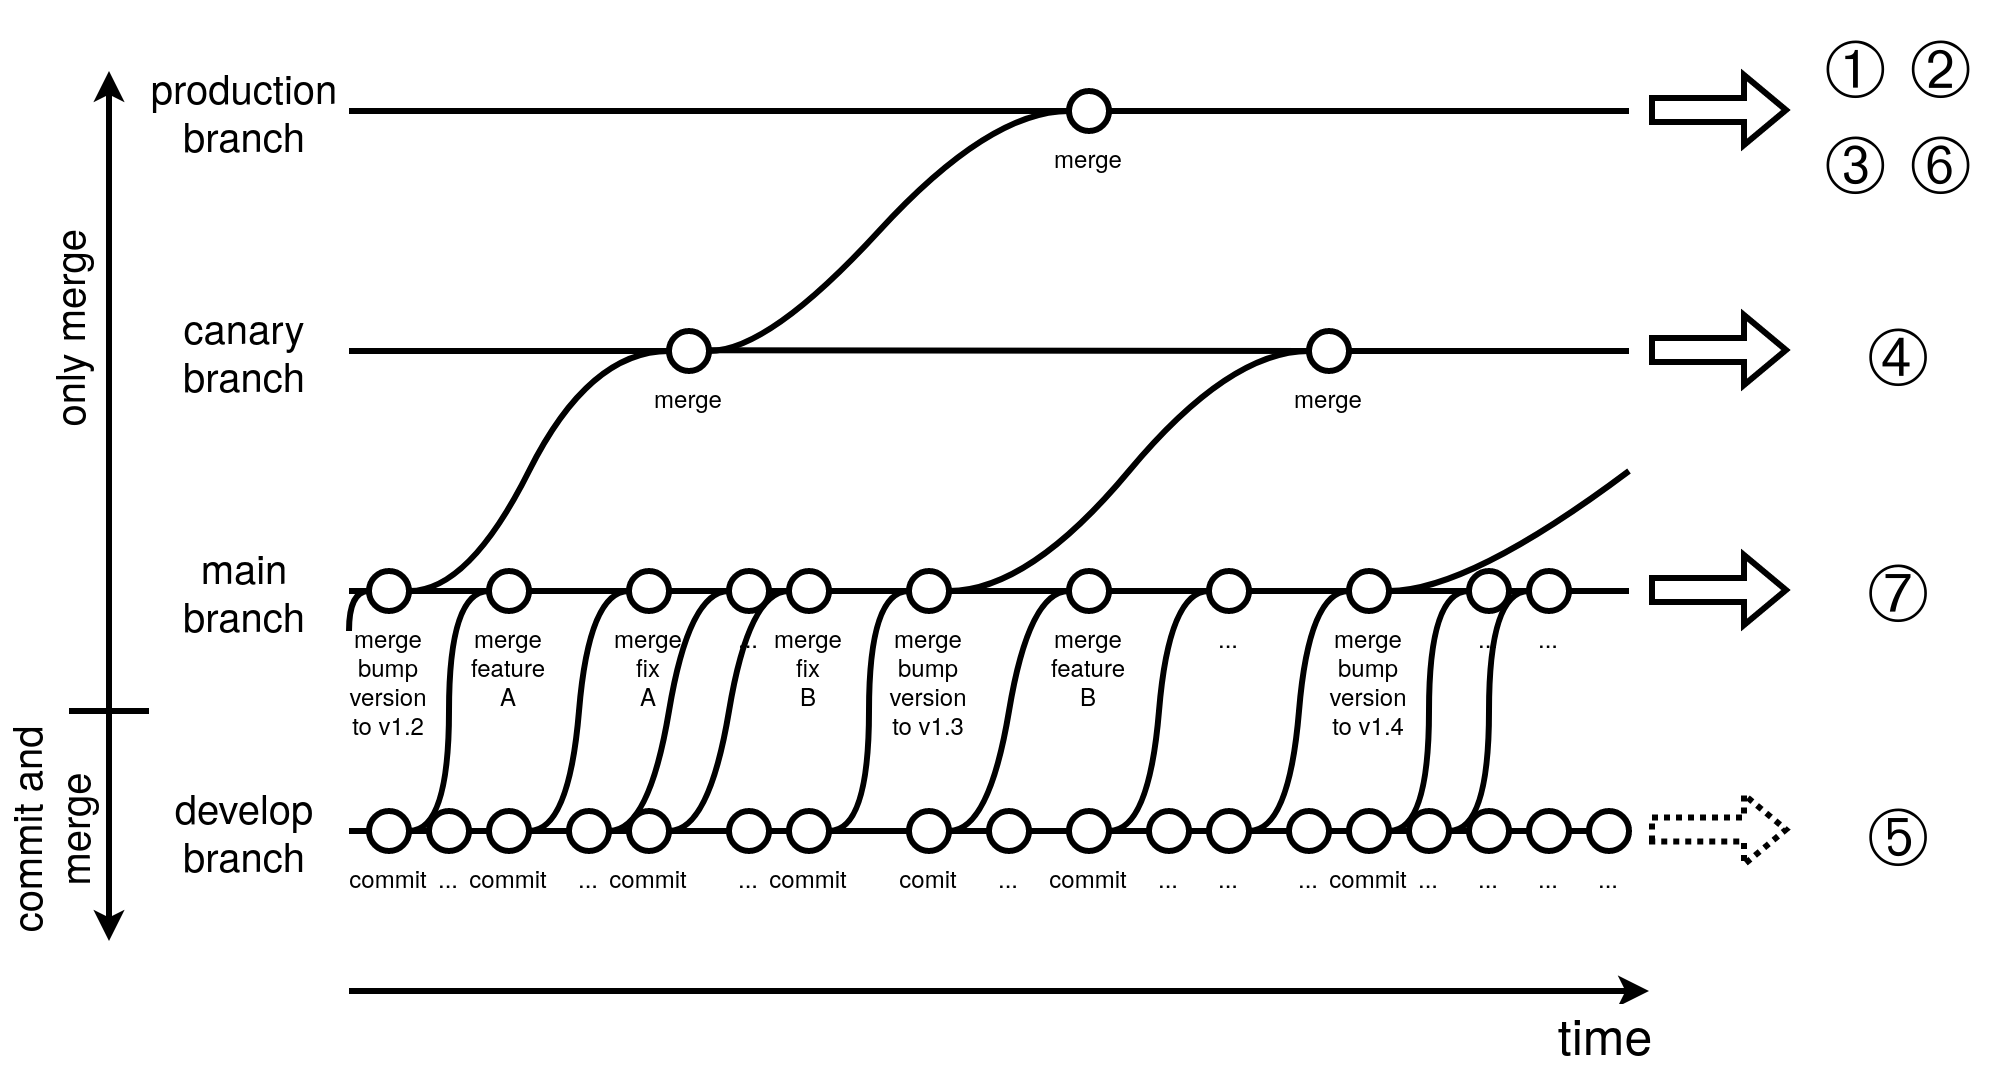 production
branch
① ②
③ ⑥
merge
only merge
canary
branch
④
merge
merge
main
branch
⑦
merge
bump
version
to v1.2
merge
feature
A
merge
fix
A
...
merge
fix
B
merge
bump
version
to v1.3
merge
feature
B
...
merge
bump
version
to v1.4
...
...
commit and
merge
develop
branch
⑤
commit ... commit ... commit ... commit comit ... commit ... ... ... commit ... ... ... ...
time